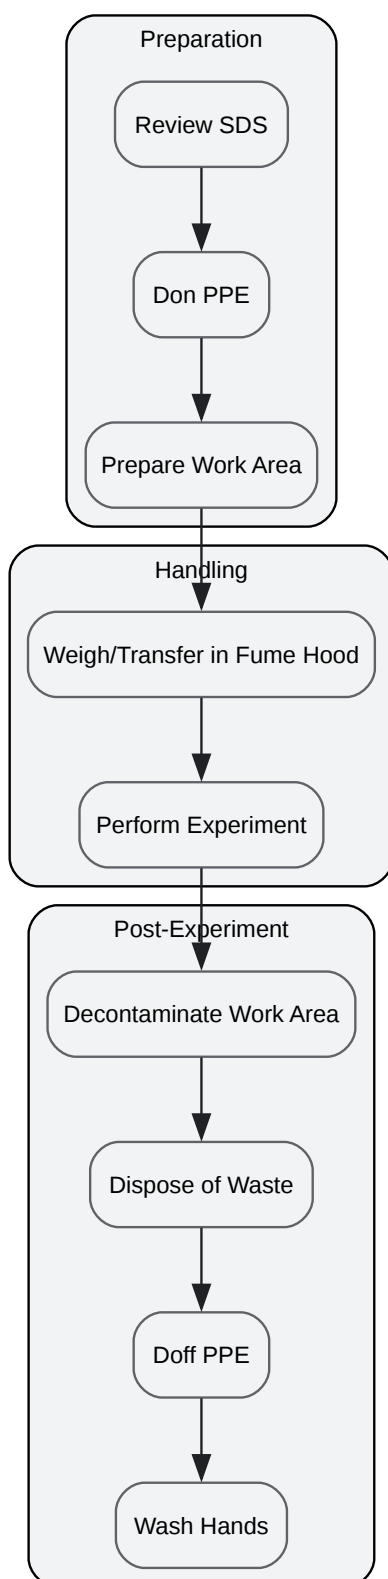 Preparation
Review SDS
Don PPE
Prepare Work Area
Handling
Weigh/Transfer in Fume Hood
Perform Experiment
Post-Experiment
Decontaminate Work Area
Dispose of Waste
Doff PPE
Wash Hands